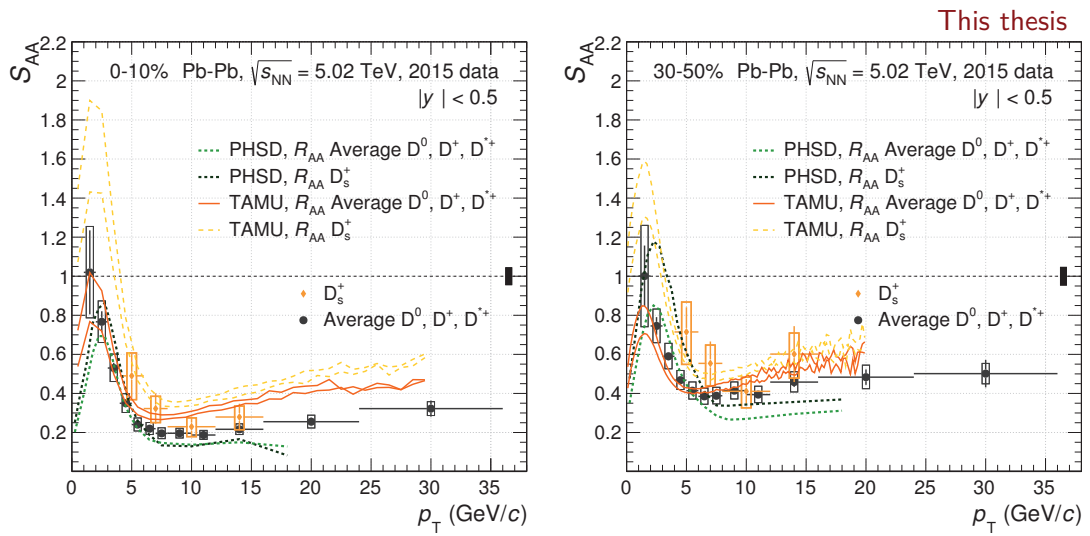 This thesis
S_AA
0-10% Pb-Pb, √s_NN = 5.02 TeV, 2015 data
|y| < 0.5
PHSD, R_AA Average D⁰, D⁺, D*⁺
PHSD, R_AA D_s⁺
TAMU, R_AA Average D⁰, D⁺, D*⁺
TAMU, R_AA D_s⁺
D_s⁺
Average D⁰, D⁺, D*⁺
2.2
2
1.8
1.6
1.4
1.2
1
0.8
0.6
0.4
0.2
0 5 10 15 20 25 30 35
p_T (GeV/c)
S_AA
30-50% Pb-Pb, √s_NN = 5.02 TeV, 2015 data
|y| < 0.5
PHSD, R_AA Average D⁰, D⁺, D*⁺
PHSD, R_AA D_s⁺
TAMU, R_AA Average D⁰, D⁺, D*⁺
TAMU, R_AA D_s⁺
D_s⁺
Average D⁰, D⁺, D*⁺
2.2
2
1.8
1.6
1.4
1.2
1
0.8
0.6
0.4
0.2
0 5 10 15 20 25 30 35
p_T (GeV/c)